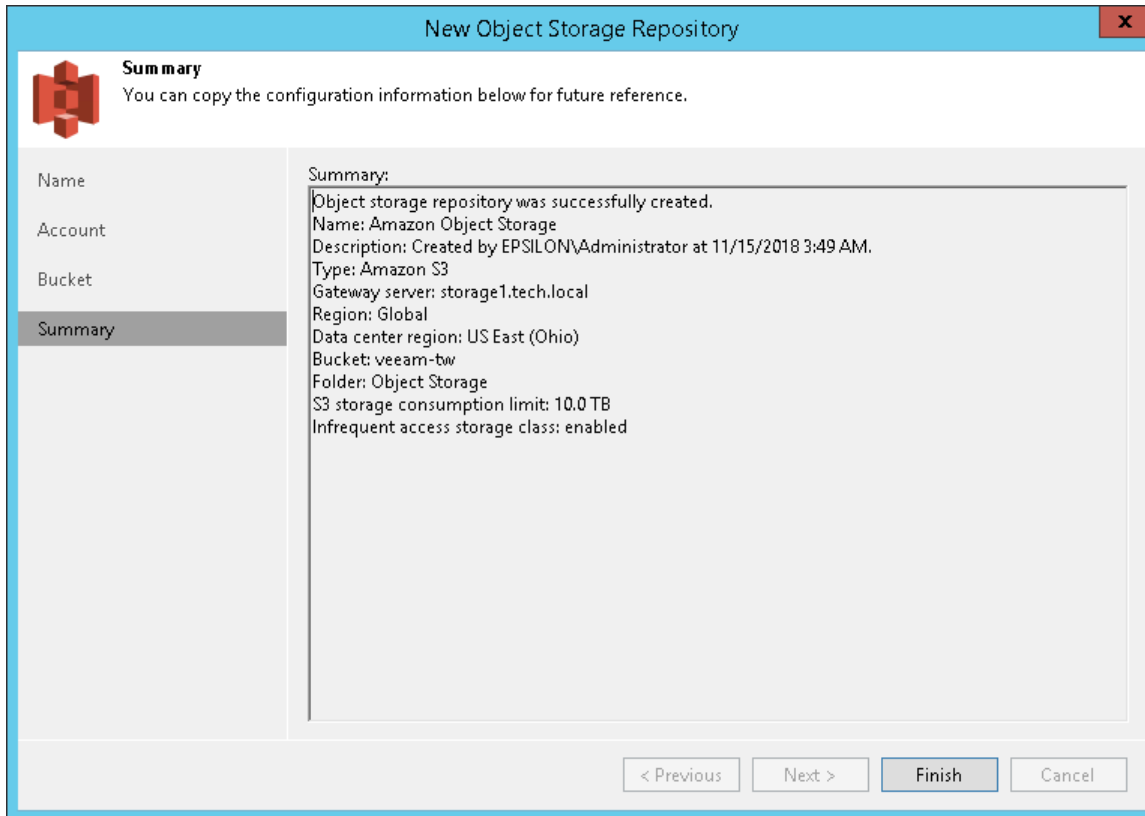 New Object Storage Repository
x
Summary
You can copy the configuration information below for future reference.
Name
Account
Bucket
Summary
Summary:
Object storage repository was successfully created.
Name: Amazon Object Storage
Description: Created by EPSILON\Administrator at 11/15/2018 3:49 AM.
Type: Amazon S3
Gateway server: storage1.tech.local
Region: Global
Data center region: US East (Ohio)
Bucket: veeam-tw
Folder: Object Storage
S3 storage consumption limit: 10.0 TB
Infrequent access storage class: enabled
< Previous
Next >
Finish
Cancel